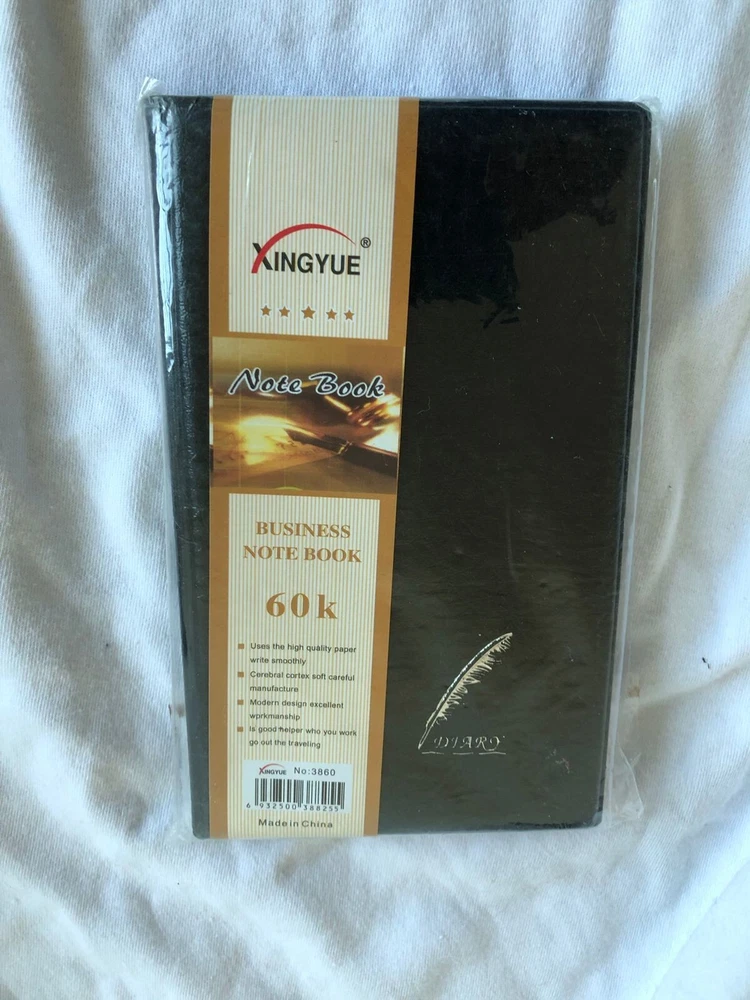 XINGYUE®
Note Book
BUSINESS
NOTE BOOK
60k
Uses the high quality paper
write smoothly
Cerebral cortex soft careful
manufacture
Modern design excellent
wprkmanship
Is good helper who you work
go out the traveling
XINGYUE No:3860
6 932500 388255
Made in China
DIARY